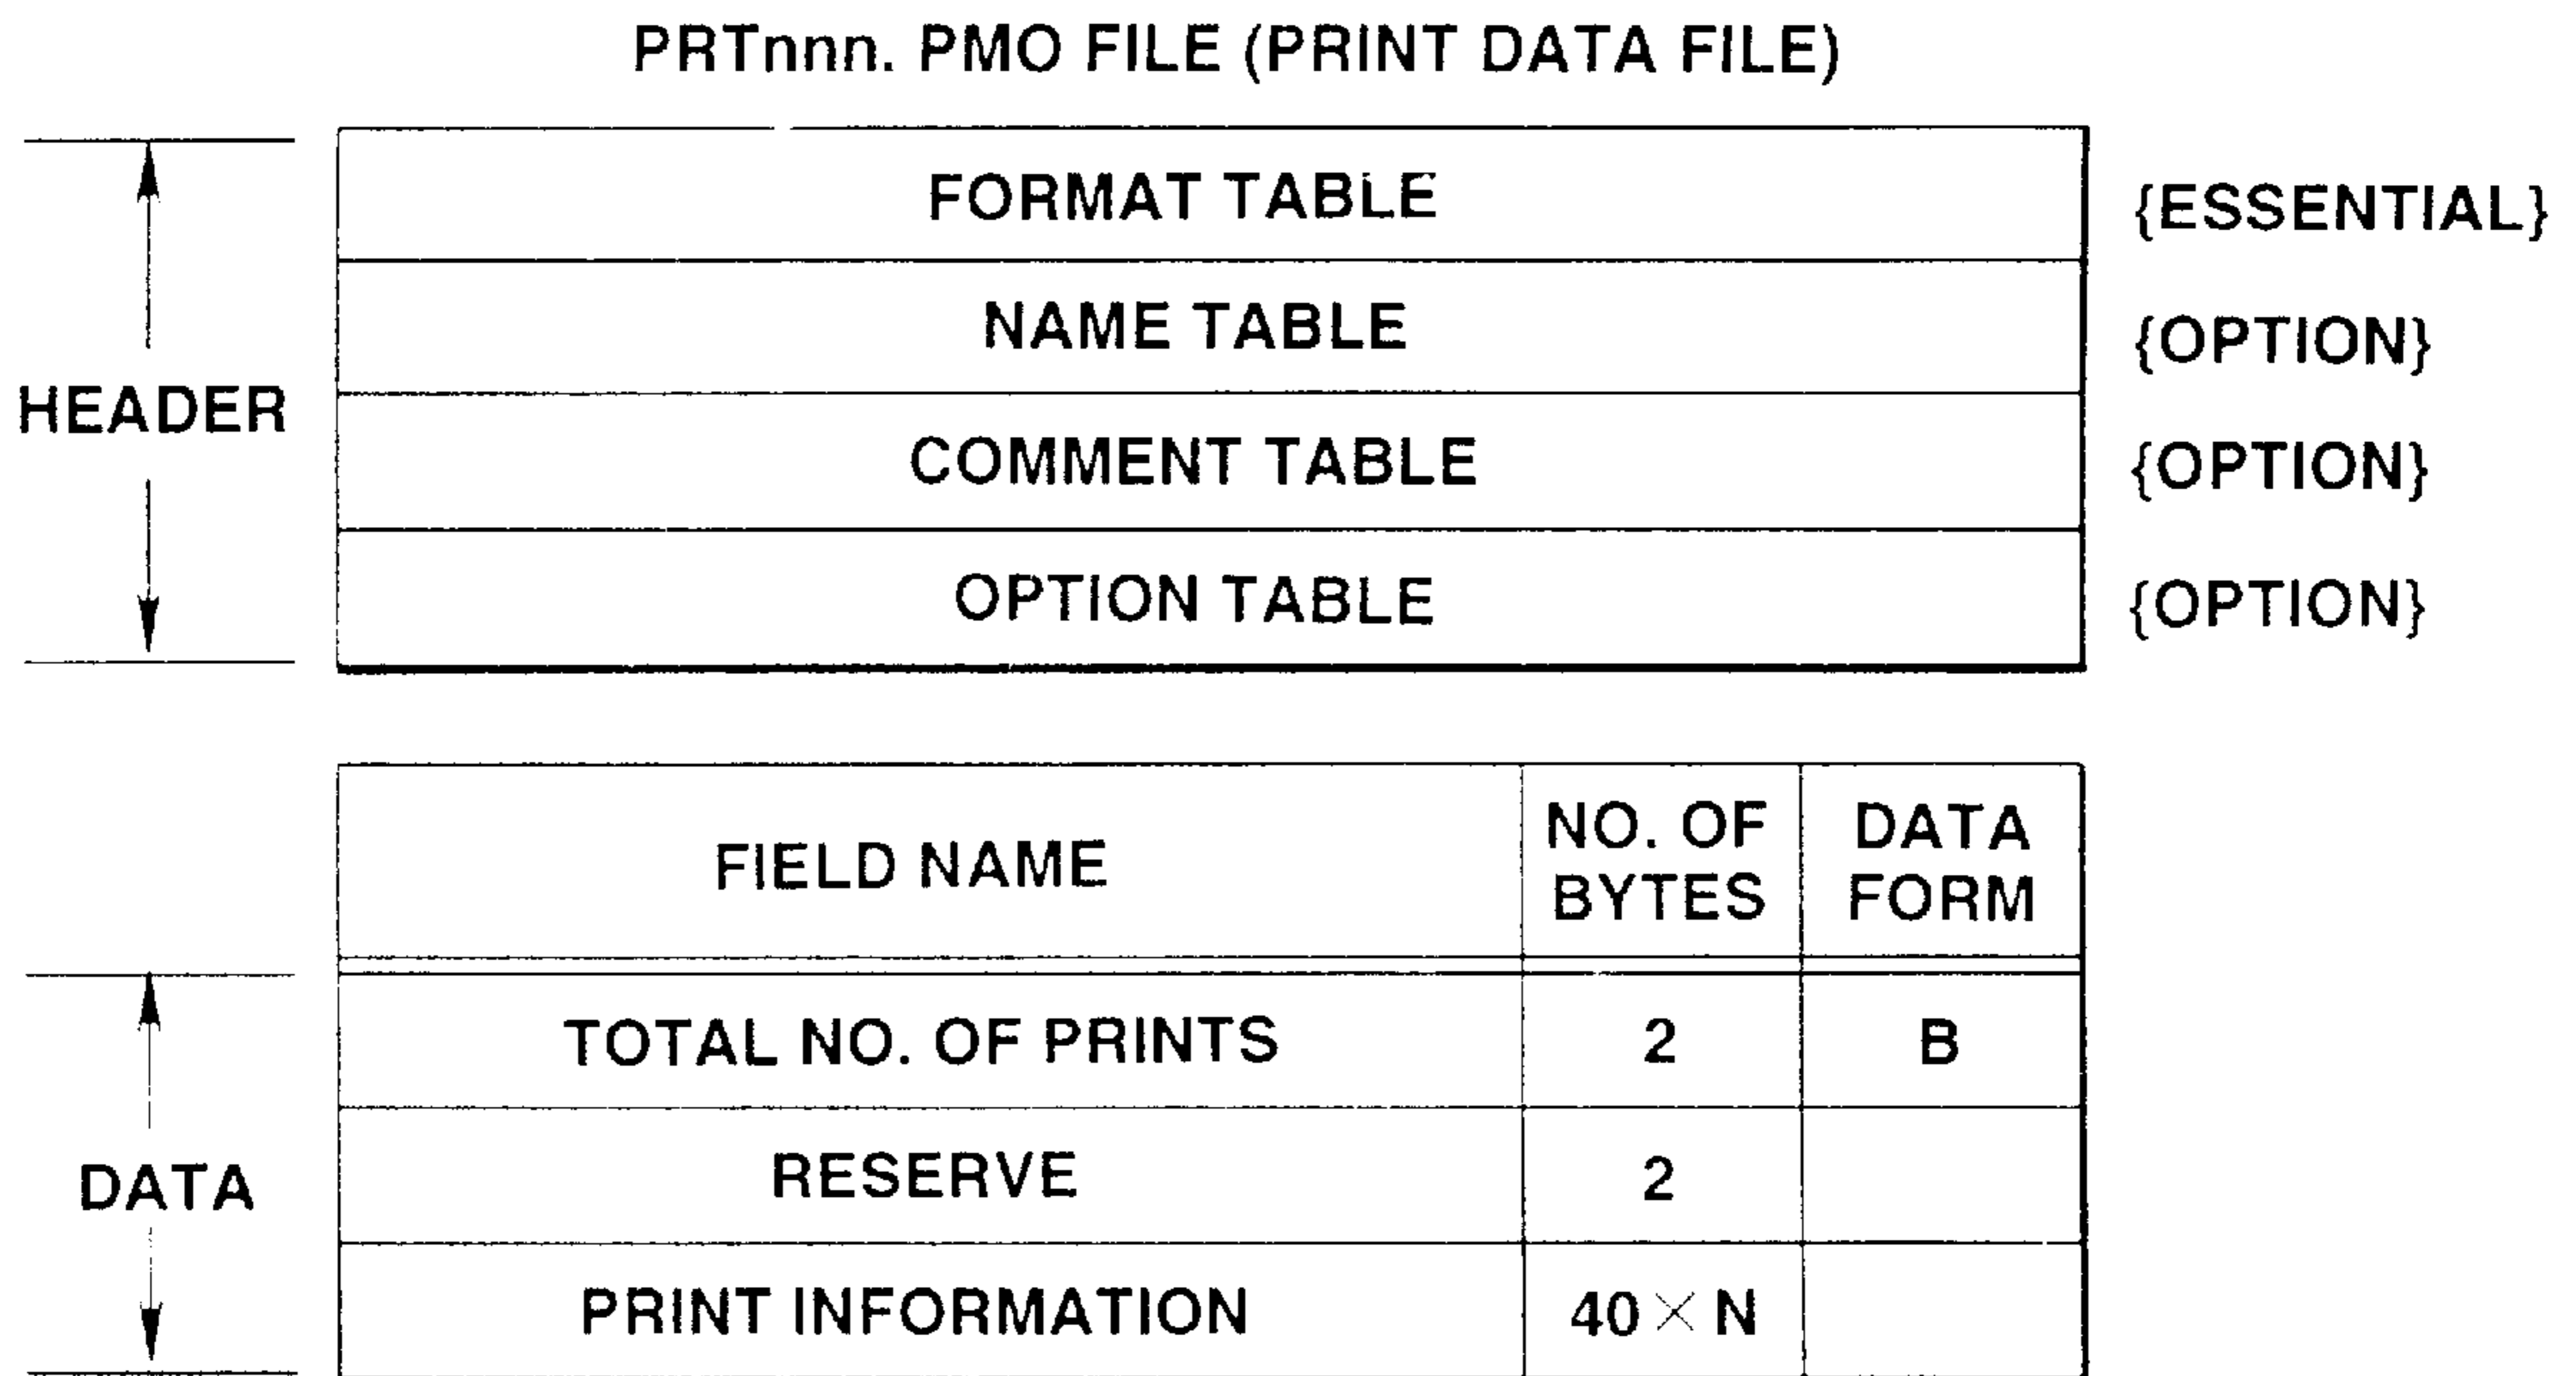 PRTnnn. PMO FILE (PRINT DATA FILE)
HEADER
FORMAT TABLE {ESSENTIAL}
NAME TABLE {OPTION}
COMMENT TABLE {OPTION}
OPTION TABLE {OPTION}
FIELD NAME
NO. OF
BYTES
DATA
FORM
DATA
TOTAL NO. OF PRINTS 2 B
RESERVE 2
PRINT INFORMATION 40 × N